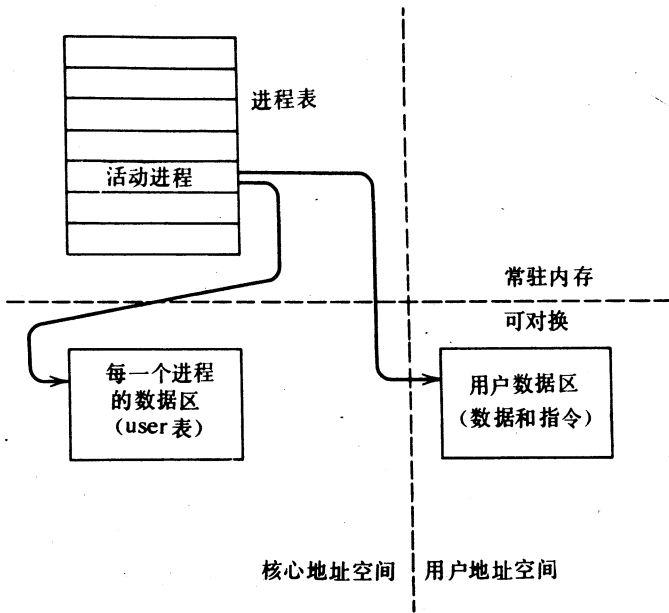 进程表
活动进程
常驻内存
可对换
每一个进程
的数据区
（user表）
用户数据区
（数据和指令）
核心地址空间
用户地址空间